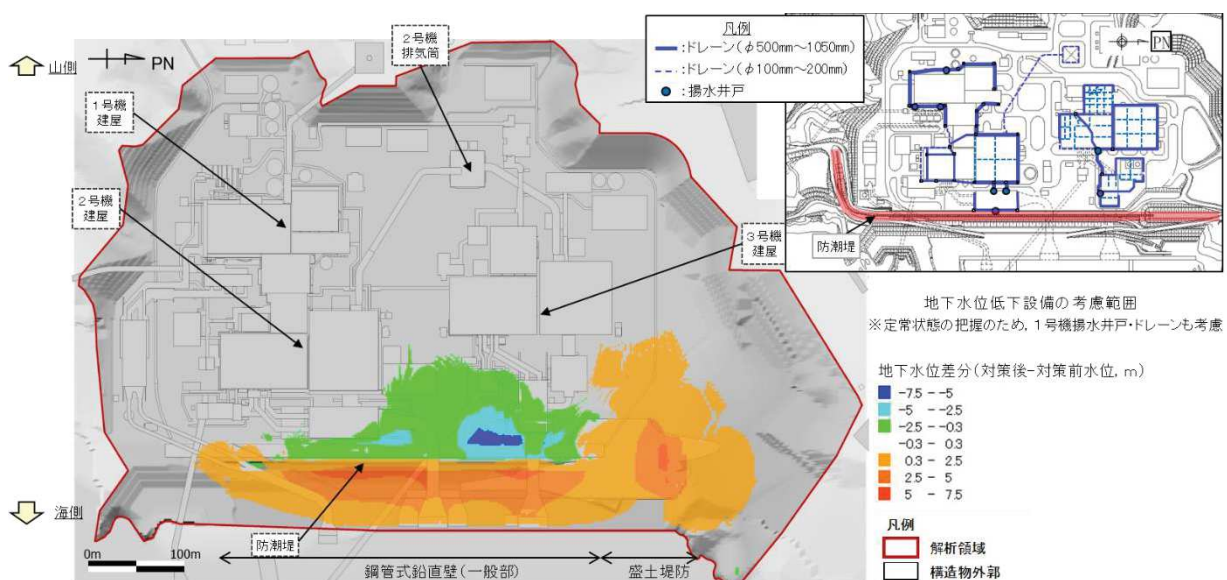 山側
PN
2号機
排気筒
1号機
建屋
2号機
建屋
3号機
建屋
海側
防潮堤
0m
100m
鋼管式鉛直壁(一般部)
盛土堤防
凡例
:ドレーン(φ500mm～1050mm)
:ドレーン(φ100mm～200mm)
:揚水井戸
PN
防潮堤
地下水位低下設備の考慮範囲
※定常状態の把握のため,1号機揚水井戸・ドレーンも考慮
地下水位差分(対策後-対策前水位, m)
-7.5 - -5
-5 - -2.5
-2.5 - -0.3
-0.3 - 0.3
0.3 - 2.5
2.5 - 5
5 - 7.5
凡例
解析領域
構造物外郭